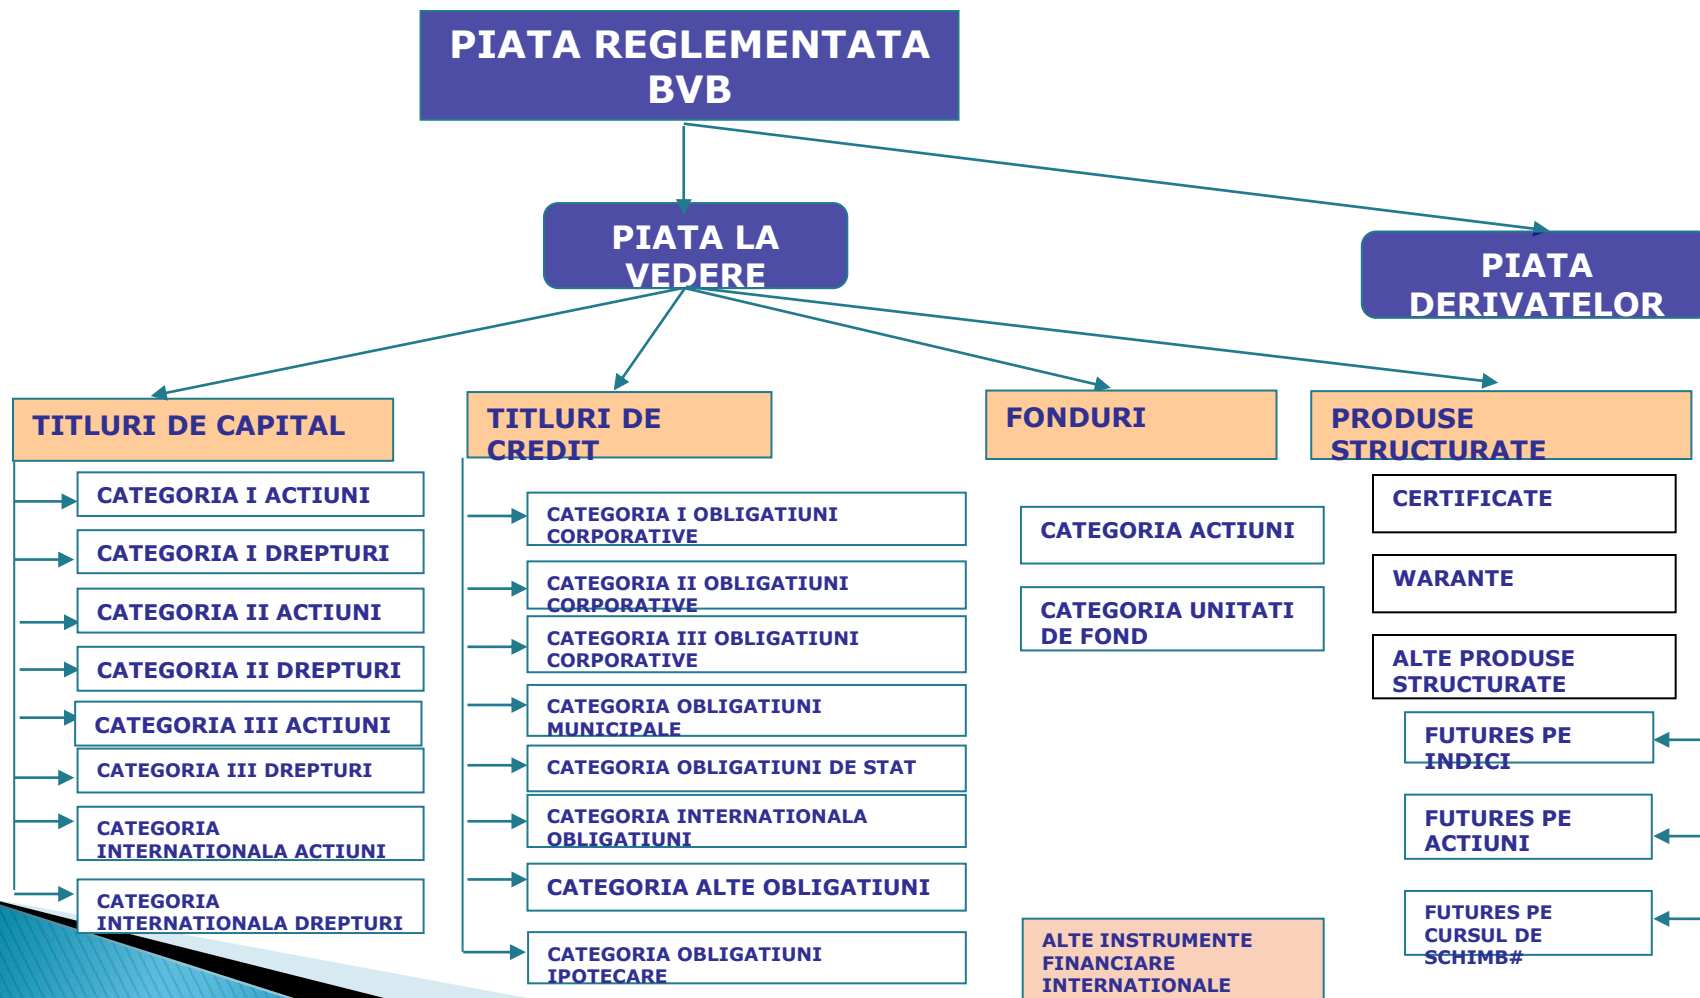 PIATA REGLEMENTATA
BVB
PIATA LA
VEDERE
PIATA
DERIVATELOR
TITLURI DE CAPITAL
CATEGORIA I ACTIUNI
CATEGORIA I DREPTURI
CATEGORIA II ACTIUNI
CATEGORIA II DREPTURI
CATEGORIA III ACTIUNI
CATEGORIA III DREPTURI
CATEGORIA
INTERNATIONALA ACTIUNI
CATEGORIA
INTERNATIONALA DREPTURI
TITLURI DE
CREDIT
CATEGORIA I OBLIGATIUNI
CORPORATIVE
CATEGORIA II OBLIGATIUNI
CORPORATIVE
CATEGORIA III OBLIGATIUNI
CORPORATIVE
CATEGORIA OBLIGATIUNI
MUNICIPALE
CATEGORIA OBLIGATIUNI DE STAT
CATEGORIA INTERNATIONALA
OBLIGATIUNI
CATEGORIA ALTE OBLIGATIUNI
CATEGORIA OBLIGATIUNI
IPOTECARE
FONDURI
CATEGORIA ACTIUNI
CATEGORIA UNITATI
DE FOND
ALTE INSTRUMENTE
FINANCIARE
INTERNATIONALE
PRODUSE
STRUCTURATE
CERTIFICATE
WARANTE
ALTE PRODUSE
STRUCTURATE
FUTURES PE
INDICI
FUTURES PE
ACTIUNI
FUTURES PE
CURSUL DE
SCHIMB#